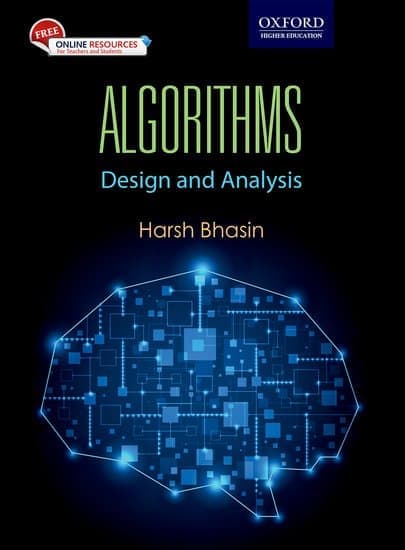 FREE
ONLINE RESOURCES
For Teachers and Students
OXFORD
HIGHER EDUCATION
ALGORITHMS
Design and Analysis
Harsh Bhasin